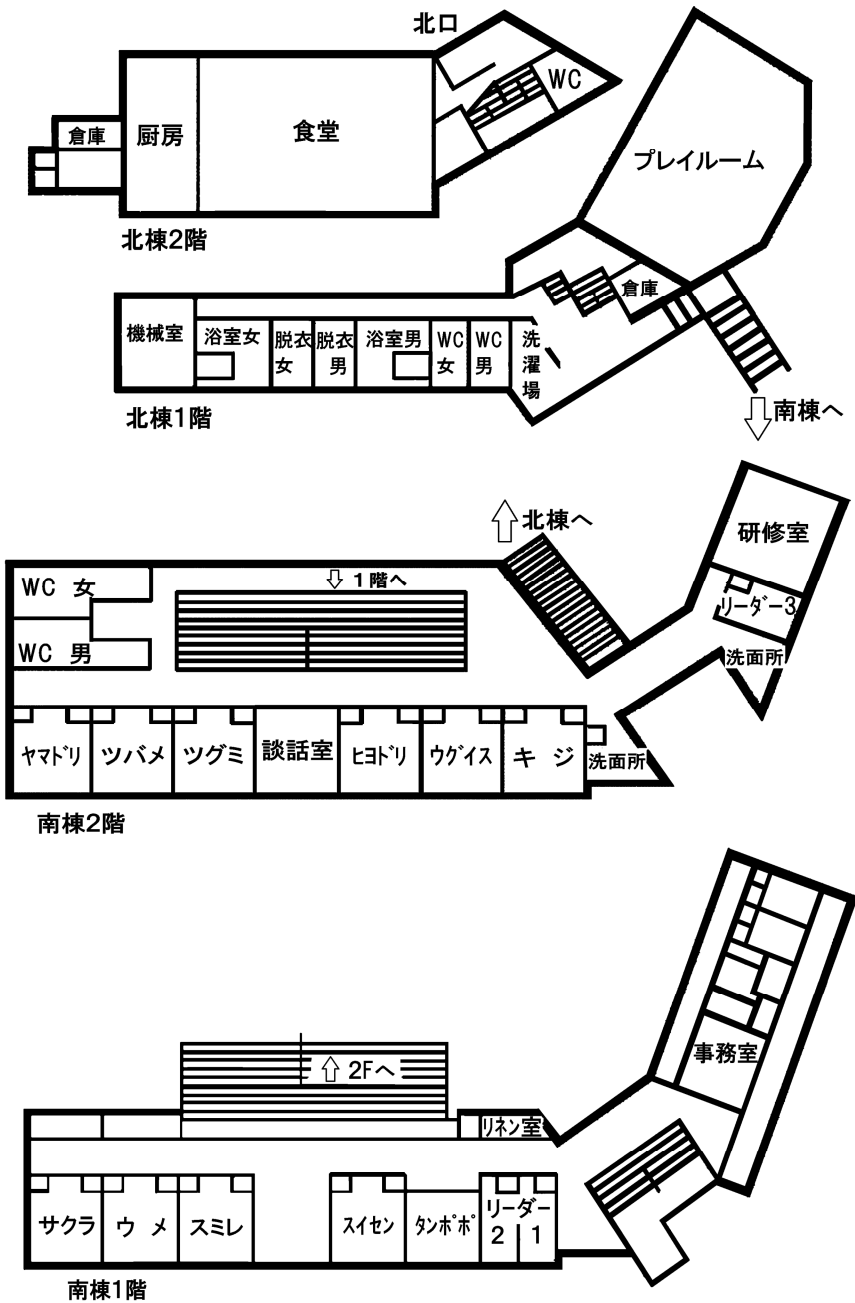 北口
WC
倉庫
厨房
食堂
プレイルーム
北棟2階
倉庫
機械室
浴室女
脱衣女
脱衣男
浴室男
WC女
WC男
洗濯場
北棟1階
南棟へ
北棟へ
研修室
WC 女
⇩ 1階へ
リーダー3
WC 男
洗面所
ヤマドリ
ツバメ
ツグミ
談話室
ヒヨドリ
ウグイス
キジ
洗面所
南棟2階
事務室
⇧ 2Fへ
リネン室
サクラ
ウメ
スミレ
スイセン
タンポポ
リーダー
2 1
南棟1階